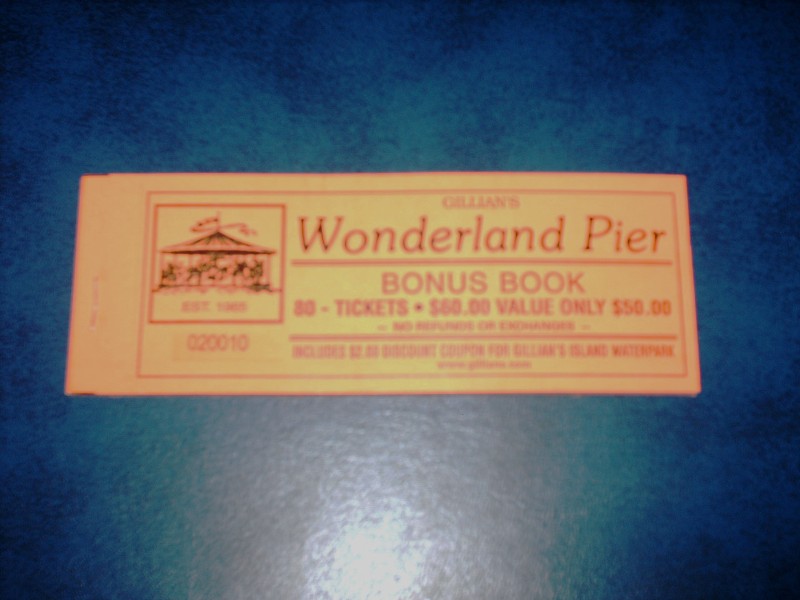 GILLIAN'S
Wonderland Pier
BONUS BOOK
80 - TICKETS • $60.00 VALUE ONLY $50.00
— NO REFUNDS OR EXCHANGES —
INCLUDES $2.00 DISCOUNT COUPON FOR GILLIAN'S ISLAND WATERPARK
www.gillians.com
EST. 1965
020010